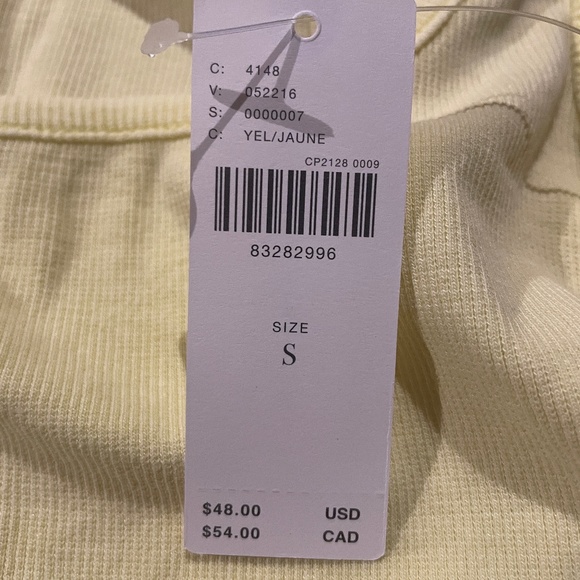 C: 4148
V: 052216
S: 0000007
C: YEL/JAUNE
CP2128 0009
83282996
SIZE
S
$48.00 USD
$54.00 CAD